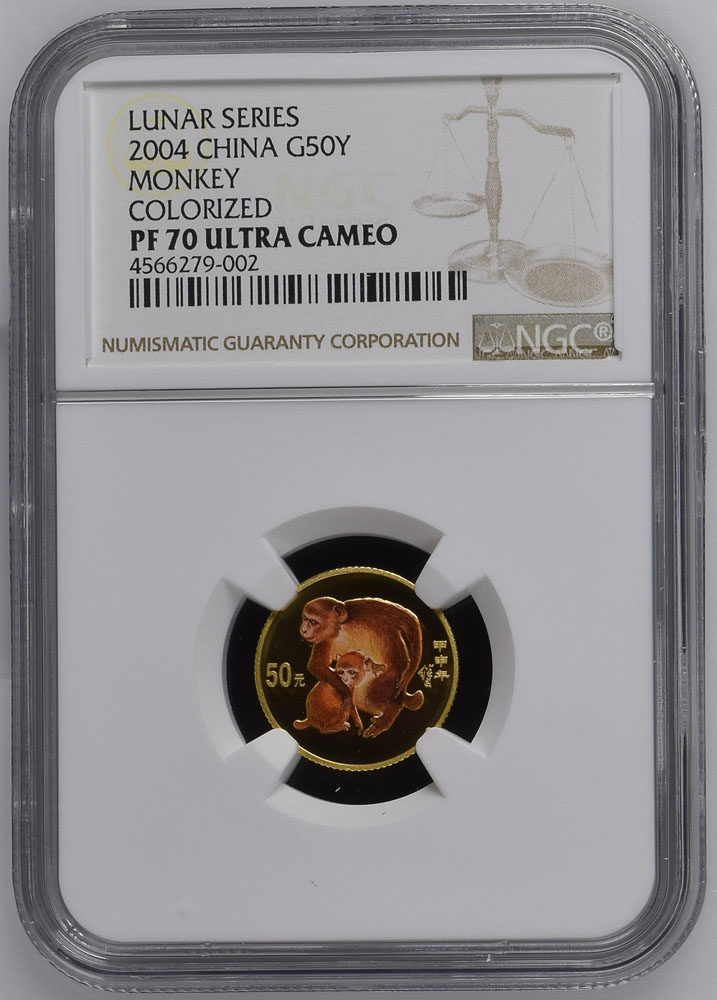 LUNAR SERIES
2004 CHINA G50Y
MONKEY
COLORIZED
PF 70 ULTRA CAMEO
4566279-002
NUMISMATIC GUARANTY CORPORATION
NGC®
50元
甲申年